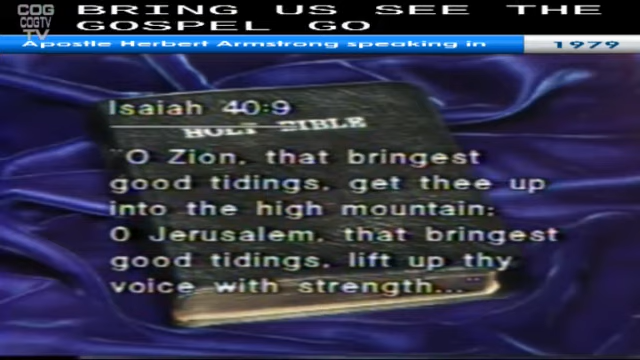 COG
COGTV
TV
BRING US SEE THE
GOSPEL GO
Apostle Herbert Armstrong speaking in
1979
Isaiah 40:9
HOLY BIBLE
"O Zion, that bringest
good tidings, get thee up
into the high mountain;
O Jerusalem, that bringest
good tidings, lift up thy
voice with strength..."